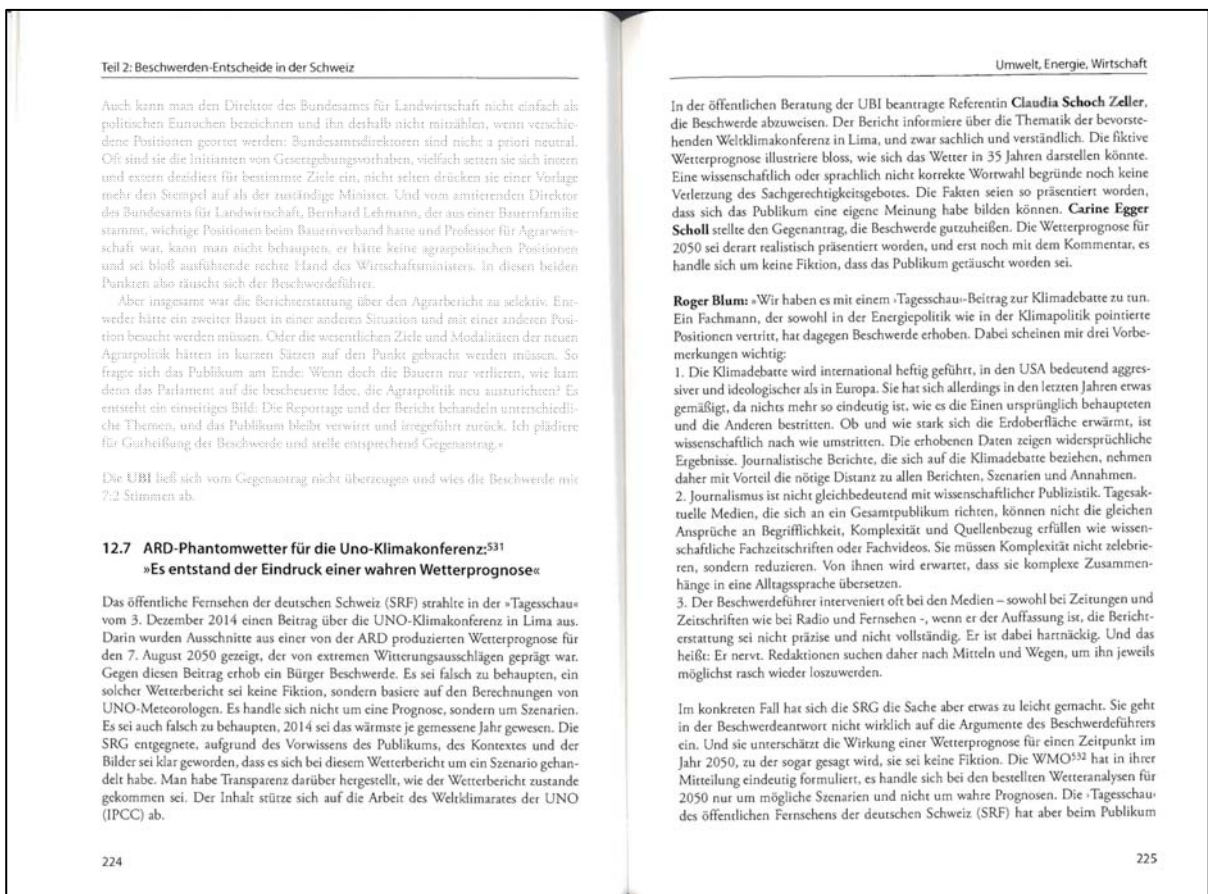 Teil 2: Beschwerden-Entscheide in der Schweiz
Auch kann man den Direktor des Bundesamts für Landwirtschaft nicht einfach als
politischen Eunuchen bezeichnen und ihn deshalb nicht mitzählen, wenn verschie-
dene Positionen geortet werden: Bundesamtsdirektoren sind nicht a priori neutral.
Oft sind sie die Initianten von Gesetzgebungsvorhaben, vielfach setzen sie sich intern
und extern dezidiert für bestimmte Ziele ein, nicht selten drücken sie einer Vorlage
mehr den Stempel auf als der zuständige Minister. Und vom amtierenden Direktor
des Bundesamts für Landwirtschaft, Bernhard Lehmann, der aus einer Bauernfamilie
stammt, wichtige Positionen beim Bauernverband hatte und Professor für Agrarwirt-
schaft war, kann man nicht behaupten, er hätte keine agrarpolitischen Positionen
und sei bloß ausführende rechte Hand des Wirtschaftsministers. In diesen beiden
Punkten also täuscht sich der Beschwerdeführer.
Aber insgesamt war die Berichterstattung über den Agrarbericht zu selektiv. Ent-
weder hätte ein zweiter Bauer in einer anderen Situation und mit einer anderen Posi-
tion besucht werden müssen. Oder die wesentlichen Ziele und Modalitäten der neuen
Agrarpolitik hätten in kurzen Sätzen auf den Punkt gebracht werden müssen. So
fragte sich das Publikum am Ende: Wenn doch die Bauern nur verlieren, wie kam
denn das Parlament auf die bescheuerte Idee, die Agrarpolitik neu auszurichten? Es
entsteht ein einseitiges Bild: Die Reportage und der Bericht behandeln unterschiedli-
che Themen, und das Publikum bleibt verwirrt und irregeführt zurück. Ich plädiere
für Gutheißung der Beschwerde und stelle entsprechend Gegenantrag.«
Die UBI ließ sich vom Gegenantrag nicht überzeugen und wies die Beschwerde mit
7:2 Stimmen ab.
12.7 ARD-Phantomwetter für die Uno-Klimakonferenz:531
»Es entstand der Eindruck einer wahren Wetterprognose«
Das öffentliche Fernsehen der deutschen Schweiz (SRF) strahlte in der »Tagesschau«
vom 3. Dezember 2014 einen Beitrag über die UNO-Klimakonferenz in Lima aus.
Darin wurden Ausschnitte aus einer von der ARD produzierten Wetterprognose für
den 7. August 2050 gezeigt, der von extremen Witterungsausschlägen geprägt war.
Gegen diesen Beitrag erhob ein Bürger Beschwerde. Es sei falsch zu behaupten, ein
solcher Wetterbericht sei keine Fiktion, sondern basiere auf den Berechnungen von
UNO-Meteorologen. Es handle sich nicht um eine Prognose, sondern um Szenarien.
Es sei auch falsch zu behaupten, 2014 sei das wärmste je gemessene Jahr gewesen. Die
SRG entgegnete, aufgrund des Vorwissens des Publikums, des Kontextes und der
Bilder sei klar geworden, dass es sich bei diesem Wetterbericht um ein Szenario gehan-
delt habe. Man habe Transparenz darüber hergestellt, wie der Wetterbericht zustande
gekommen sei. Der Inhalt stütze sich auf die Arbeit des Weltklimarates der UNO
(IPCC) ab.
224
Umwelt, Energie, Wirtschaft
In der öffentlichen Beratung der UBI beantragte Referentin Claudia Schoch Zeller,
die Beschwerde abzuweisen. Der Bericht informiere über die Thematik der bevorste-
henden Weltklimakonferenz in Lima, und zwar sachlich und verständlich. Die fiktive
Wetterprognose illustriere bloss, wie sich das Wetter in 35 Jahren darstellen könnte.
Eine wissenschaftlich oder sprachlich nicht korrekte Wortwahl begründe noch keine
Verletzung des Sachgerechtigkeitsgebotes. Die Fakten seien so präsentiert worden,
dass sich das Publikum eine eigene Meinung habe bilden können. Carine Egger
Scholl stellte den Gegenantrag, die Beschwerde gutzuheißen. Die Wetterprognose für
2050 sei derart realistisch präsentiert worden, und erst noch mit dem Kommentar, es
handle sich um keine Fiktion, dass das Publikum getäuscht worden sei.
Roger Blum: »Wir haben es mit einem ›Tagesschau‹-Beitrag zur Klimadebatte zu tun.
Ein Fachmann, der sowohl in der Energiepolitik wie in der Klimapolitik pointierte
Positionen vertritt, hat dagegen Beschwerde erhoben. Dabei scheinen mir drei Vorbe-
merkungen wichtig:
1. Die Klimadebatte wird international heftig geführt, in den USA bedeutend aggres-
siver und ideologischer als in Europa. Sie hat sich allerdings in den letzten Jahren etwas
gemäßigt, da nichts mehr so eindeutig ist, wie es die Einen ursprünglich behaupteten
und die Anderen bestritten. Ob und wie stark sich die Erdoberfläche erwärmt, ist
wissenschaftlich nach wie umstritten. Die erhobenen Daten zeigen widersprüchliche
Ergebnisse. Journalistische Berichte, die sich auf die Klimadebatte beziehen, nehmen
daher mit Vorteil die nötige Distanz zu allen Berichten, Szenarien und Annahmen.
2. Journalismus ist nicht gleichbedeutend mit wissenschaftlicher Publizistik. Tagesak-
tuelle Medien, die sich an ein Gesamtpublikum richten, können nicht die gleichen
Ansprüche an Begrifflichkeit, Komplexität und Quellenbezug erfüllen wie wissen-
schaftliche Fachzeitschriften oder Fachvideos. Sie müssen Komplexität nicht zelebrie-
ren, sondern reduzieren. Von ihnen wird erwartet, dass sie komplexe Zusammen-
hänge in eine Alltagssprache übersetzen.
3. Der Beschwerdeführer interveniert oft bei den Medien – sowohl bei Zeitungen und
Zeitschriften wie bei Radio und Fernsehen -, wenn er der Auffassung ist, die Bericht-
erstattung sei nicht präzise und nicht vollständig. Er ist dabei hartnäckig. Und das
heißt: Er nervt. Redaktionen suchen daher nach Mitteln und Wegen, um ihn jeweils
möglichst rasch wieder loszuwerden.
Im konkreten Fall hat sich die SRG die Sache aber etwas zu leicht gemacht. Sie geht
in der Beschwerdeantwort nicht wirklich auf die Argumente des Beschwerdeführers
ein. Und sie unterschätzt die Wirkung einer Wetterprognose für einen Zeitpunkt im
Jahr 2050, zu der sogar gesagt wird, sie sei keine Fiktion. Die WMO532 hat in ihrer
Mitteilung eindeutig formuliert, es handle sich bei den bestellten Wetteranalysen für
2050 nur um mögliche Szenarien und nicht um wahre Prognosen. Die ›Tagesschau‹
des öffentlichen Fernsehens der deutschen Schweiz (SRF) hat aber beim Publikum
225